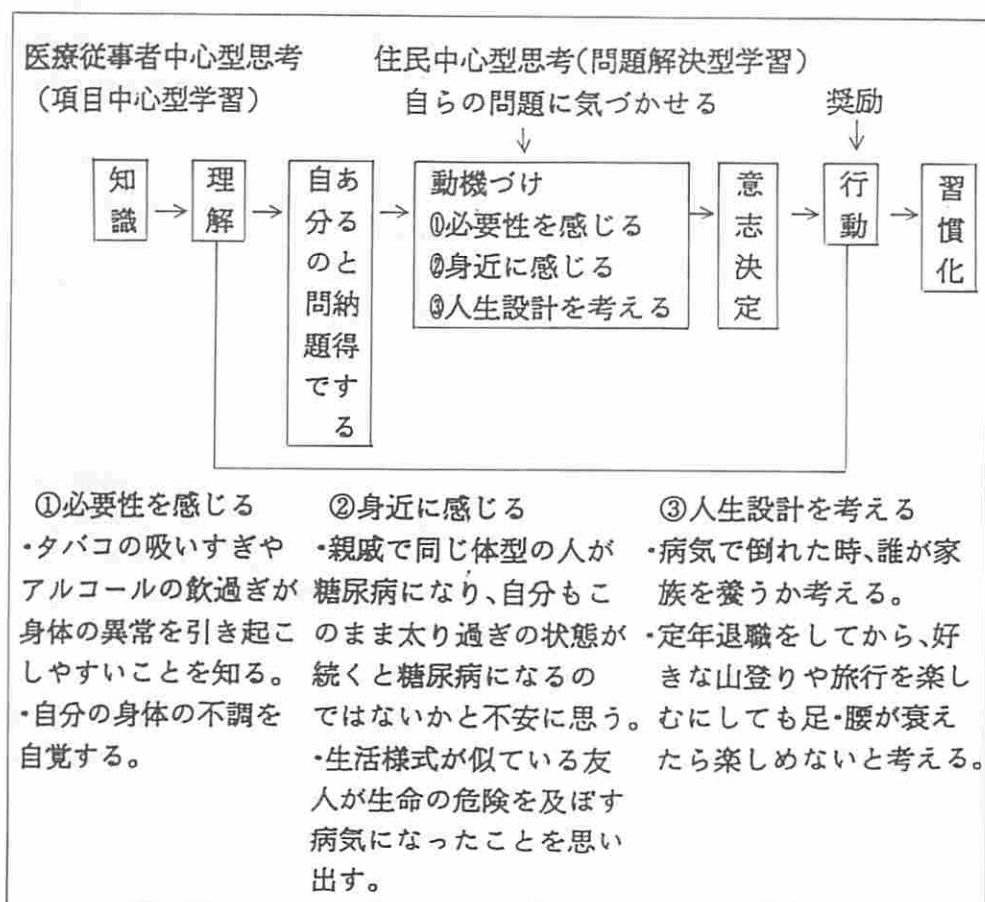 医療従事者中心型思考
(項目中心型学習)
住民中心型思考(問題解決型学習)
自らの問題に気づかせる
奨励
↓
↓
知識
→
理解
→
自分の問題で
あると納得する
→
動機づけ
①必要性を感じる
②身近に感じる
③人生設計を考える
→
意志決定
→
行動
→
習慣化
①必要性を感じる
・タバコの吸いすぎや
アルコールの飲過ぎが
身体の異常を引き起こ
しやすいことを知る。
・自分の身体の不調を
自覚する。
②身近に感じる
・親戚で同じ体型の人が
糖尿病になり、自分もこ
のまま太り過ぎの状態が
続くと糖尿病になるの
ではないかと不安に思う。
・生活様式が似ている友
人が生命の危険を及ぼす
病気になったことを思い
出す。
③人生設計を考える
・病気で倒れた時、誰が家
族を養うか考える。
・定年退職をしてから、好
きな山登りや旅行を楽し
むにしても足・腰が衰え
たら楽しめないと考える。